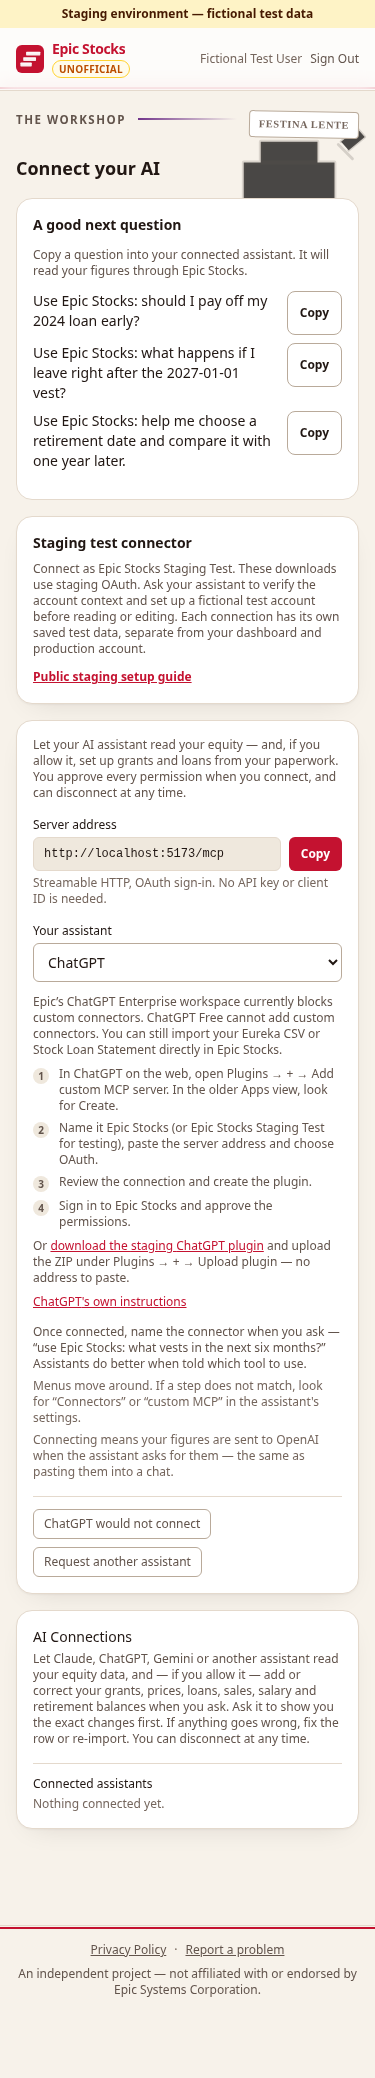 Staging environment — fictional test data
Epic Stocks
UNOFFICIAL
Fictional Test User
Sign Out
THE WORKSHOP
FESTINA LENTE
Connect your AI
A good next question
Copy a question into your connected assistant. It will
read your figures through Epic Stocks.
Use Epic Stocks: should I pay off my
2024 loan early?
Copy
Use Epic Stocks: what happens if I
leave right after the 2027-01-01
vest?
Copy
Use Epic Stocks: help me choose a
retirement date and compare it with
one year later.
Copy
Staging test connector
Connect as Epic Stocks Staging Test. These downloads
use staging OAuth. Ask your assistant to verify the
account context and set up a fictional test account
before reading or editing. Each connection has its own
saved test data, separate from your dashboard and
production account.
Public staging setup guide
Let your AI assistant read your equity — and, if you
allow it, set up grants and loans from your paperwork.
You approve every permission when you connect, and
can disconnect at any time.
Server address
http://localhost:5173/mcp
Copy
Streamable HTTP, OAuth sign-in. No API key or client
ID is needed.
Your assistant
ChatGPT
Epic’s ChatGPT Enterprise workspace currently blocks
custom connectors. ChatGPT Free cannot add custom
connectors. You can still import your Eureka CSV or
Stock Loan Statement directly in Epic Stocks.
1 In ChatGPT on the web, open Plugins → + → Add
custom MCP server. In the older Apps view, look
for Create.
2 Name it Epic Stocks (or Epic Stocks Staging Test
for testing), paste the server address and choose
OAuth.
3 Review the connection and create the plugin.
4 Sign in to Epic Stocks and approve the
permissions.
Or download the staging ChatGPT plugin and upload
the ZIP under Plugins → + → Upload plugin — no
address to paste.
ChatGPT's own instructions
Once connected, name the connector when you ask —
“use Epic Stocks: what vests in the next six months?”
Assistants do better when told which tool to use.
Menus move around. If a step does not match, look
for “Connectors” or “custom MCP” in the assistant's
settings.
Connecting means your figures are sent to OpenAI
when the assistant asks for them — the same as
pasting them into a chat.
ChatGPT would not connect
Request another assistant
AI Connections
Let Claude, ChatGPT, Gemini or another assistant read
your equity data, and — if you allow it — add or
correct your grants, prices, loans, sales, salary and
retirement balances when you ask. Ask it to show you
the exact changes first. If anything goes wrong, fix the
row or re-import. You can disconnect at any time.
Connected assistants
Nothing connected yet.
Privacy Policy · Report a problem
An independent project — not affiliated with or endorsed by
Epic Systems Corporation.